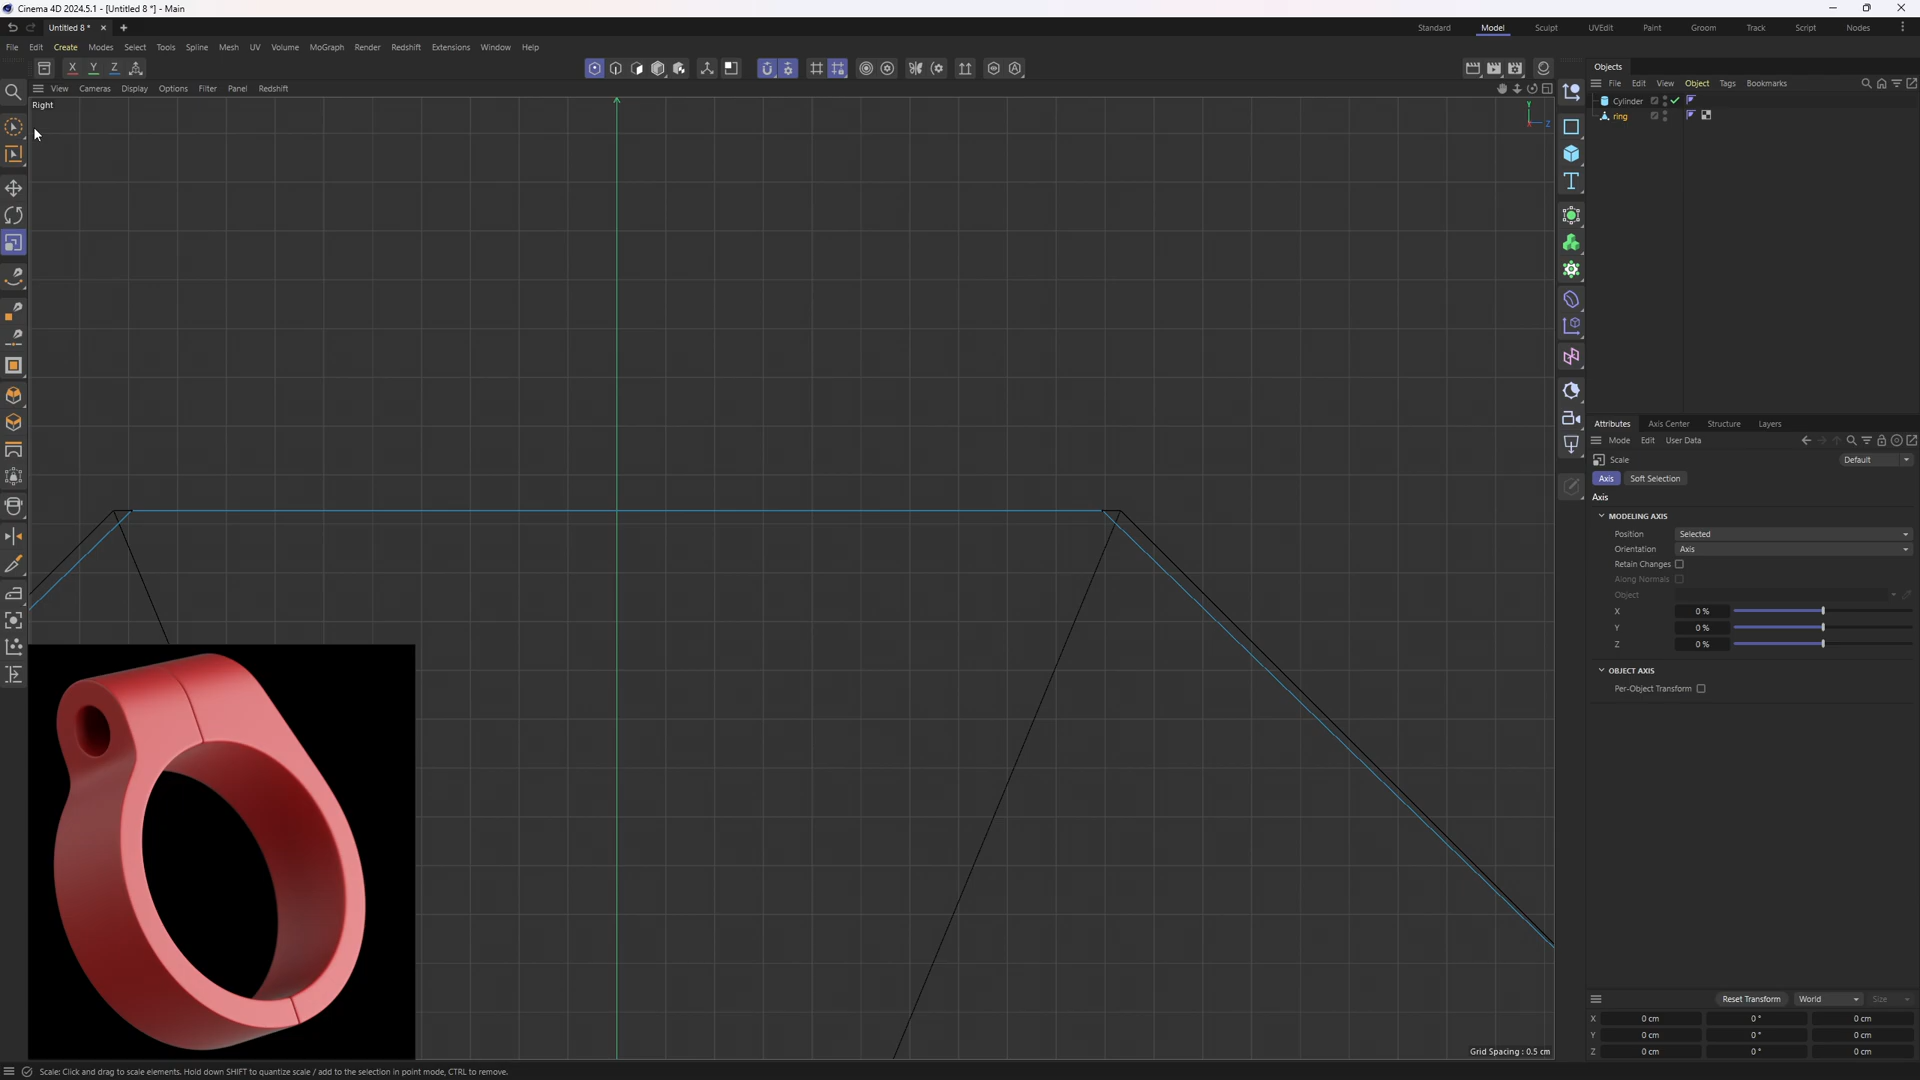 Cinema 4D 2024.5.1 - [Untitled 8 *] - Main
Untitled 8 *
Standard Model Sculpt UVEdit Paint Groom Track Script Nodes
File Edit Create Modes Select Tools Spline Mesh UV Volume MoGraph Render Redshift Extensions Window Help
X Y Z
Objects
View Cameras Display Options Filter Panel Redshift
File Edit View Object Tags Bookmarks
Right
Y
Z
Cylinder
ring
Attributes Axis Center Structure Layers
Mode Edit User Data
Scale Default
Axis Soft Selection
Axis
MODELING AXIS
Position Selected
Orientation Axis
Retain Changes
Along Normals
Object
X 0 %
Y 0 %
Z 0 %
OBJECT AXIS
Per-Object Transform
Reset Transform World Size
X 0 cm 0 ° 0 cm
Y 0 cm 0 ° 0 cm
Z 0 cm 0 ° 0 cm
Grid Spacing : 0.5 cm
Scale: Click and drag to scale elements. Hold down SHIFT to quantize scale / add to the selection in point mode, CTRL to remove.